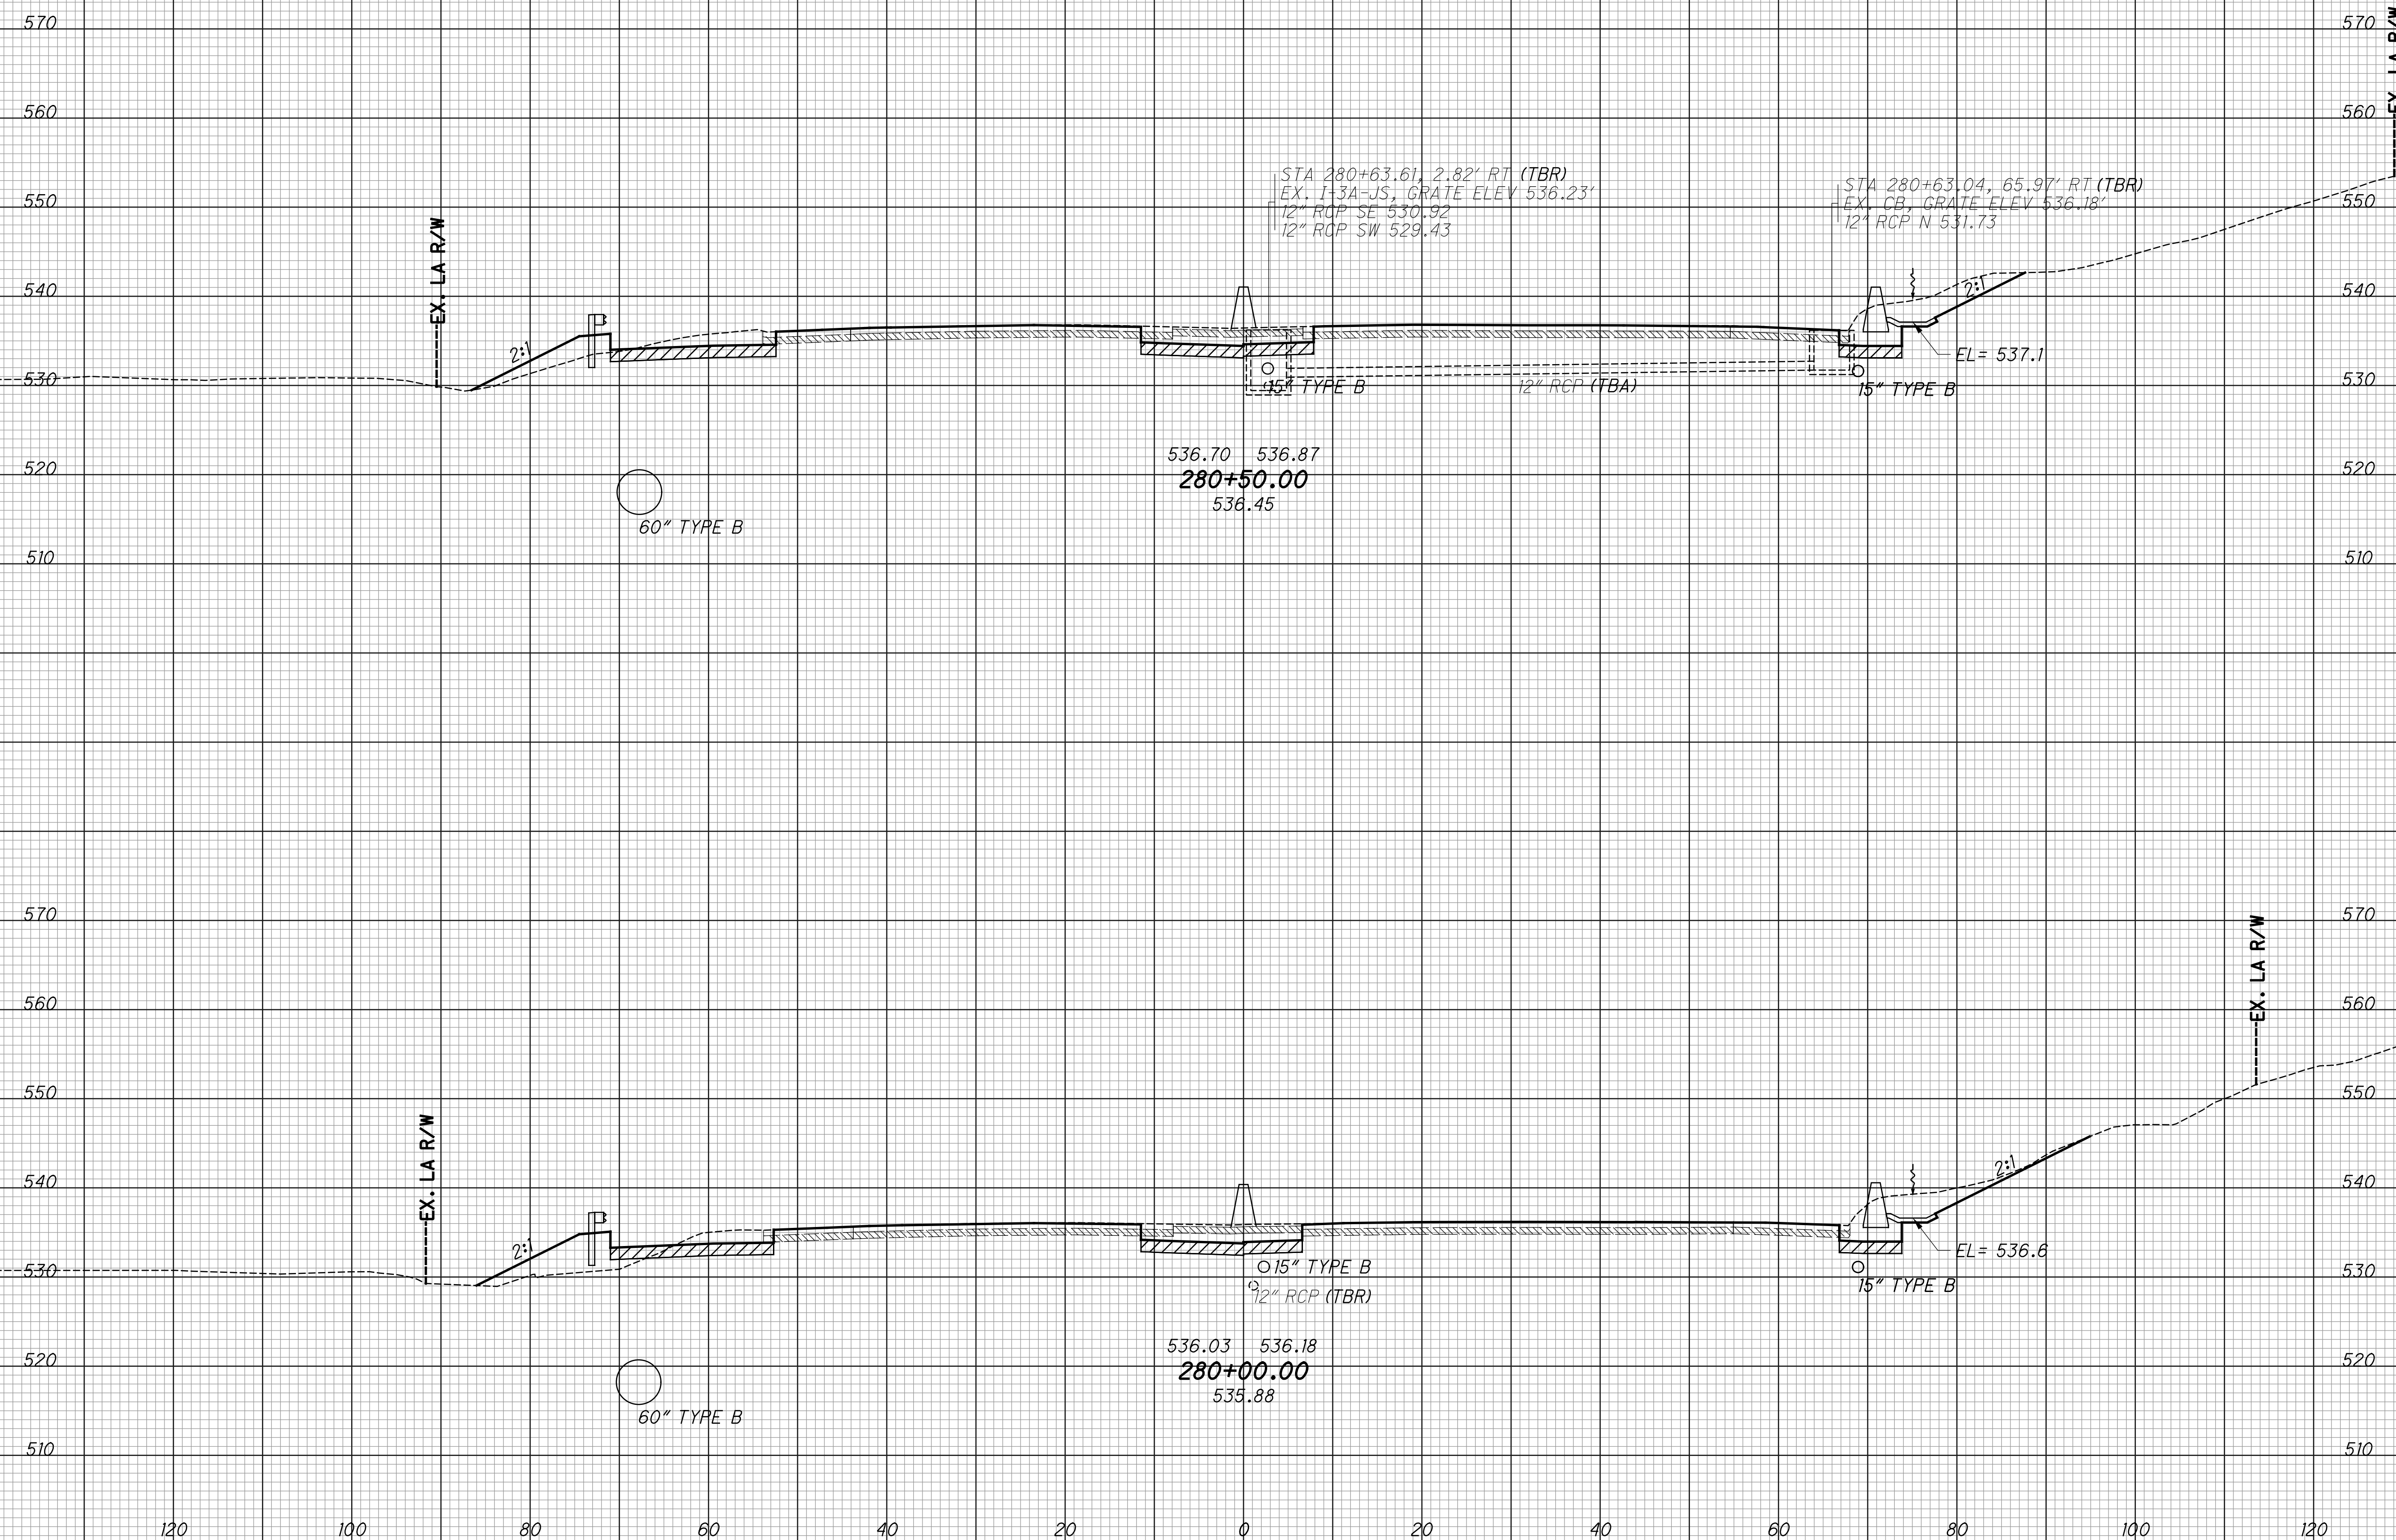 570 570
EX. LA R/W
560 560
STA 280+63.61, 2.82' RT (TBR)
EX. I-3A-JS, GRATE ELEV 536.23'
12" RCP SE 530.92
12" RCP SW 529.43
STA 280+63.04, 65.97' RT (TBR)
EX. CB, GRATE ELEV 536.18'
12" RCP N 531.73
550 550
EX. LA R/W
540 540
2:1
2:1
EL= 537.1
530 530
15" TYPE B
12" RCP (TBA)
15" TYPE B
536.70 536.87
520 520
280+50.00
536.45
60" TYPE B
510 510
570 570
EX. LA R/W
560 560
550 550
EX. LA R/W
540 540
2:1
2:1
EL= 536.6
530 530
15" TYPE B
12" RCP (TBR)
15" TYPE B
536.03 536.18
520 520
280+00.00
535.88
60" TYPE B
510 510
120 100 80 60 40 20 0 20 40 60 80 100 120